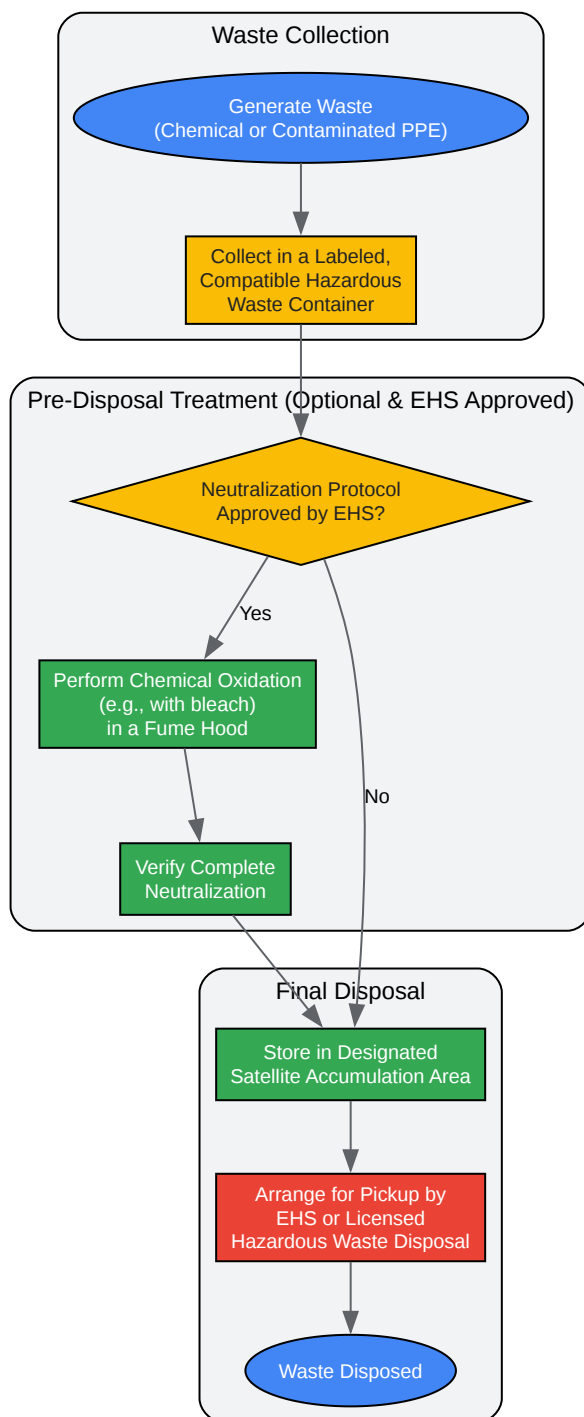 Waste Collection
Generate Waste
(Chemical or Contaminated PPE)
Collect in a Labeled,
Compatible Hazardous
Waste Container
Pre-Disposal Treatment (Optional & EHS Approved)
Neutralization Protocol
Approved by EHS?
Yes
Perform Chemical Oxidation
(e.g., with bleach)
in a Fume Hood
No
Verify Complete
Neutralization
Final Disposal
Store in Designated
Satellite Accumulation Area
Arrange for Pickup by
EHS or Licensed
Hazardous Waste Disposal
Waste Disposed